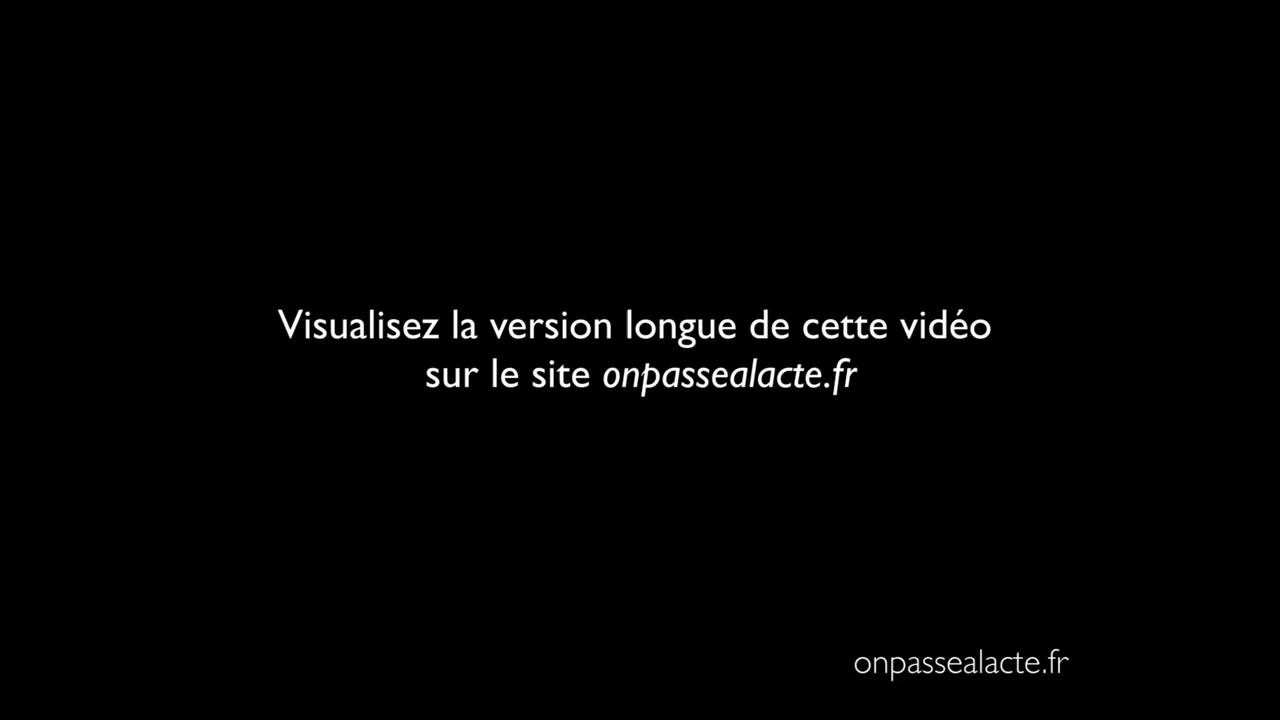 Visualisez la version longue de cette vidéo
sur le site onpassealacte.fr
onpassealacte.fr